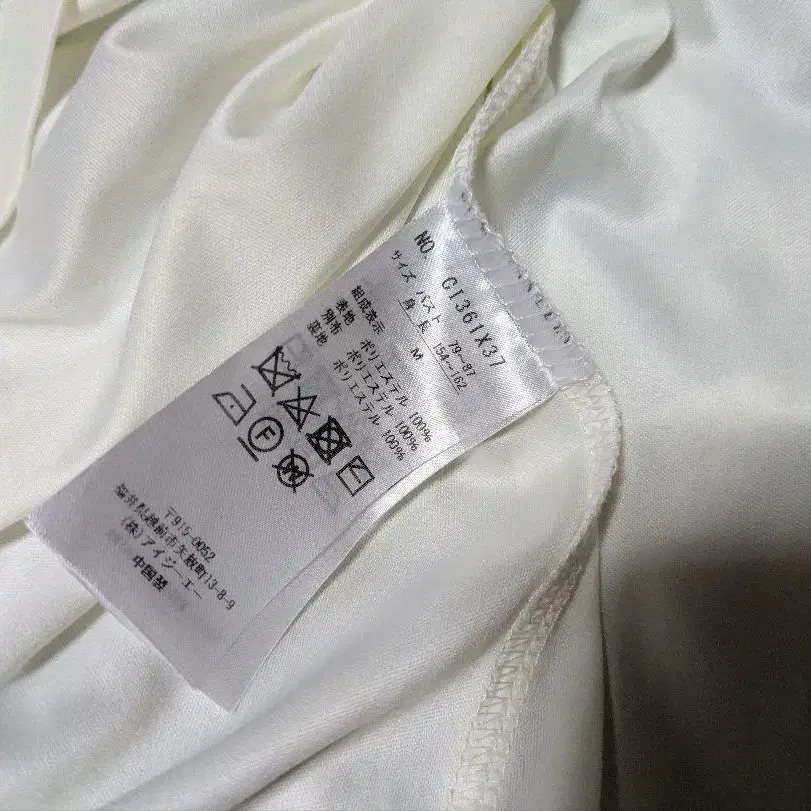 NO. CI361X37
サイズ バスト 79~87
身 長 154~162
M
組成表示
表地 ポリエステル 100%
別布 ポリエステル 100%
裏地 ポリエステル 100%
F
W
〒915-0052
福井県越前市矢放町13-8-9
(株)アイジーエー
中国製